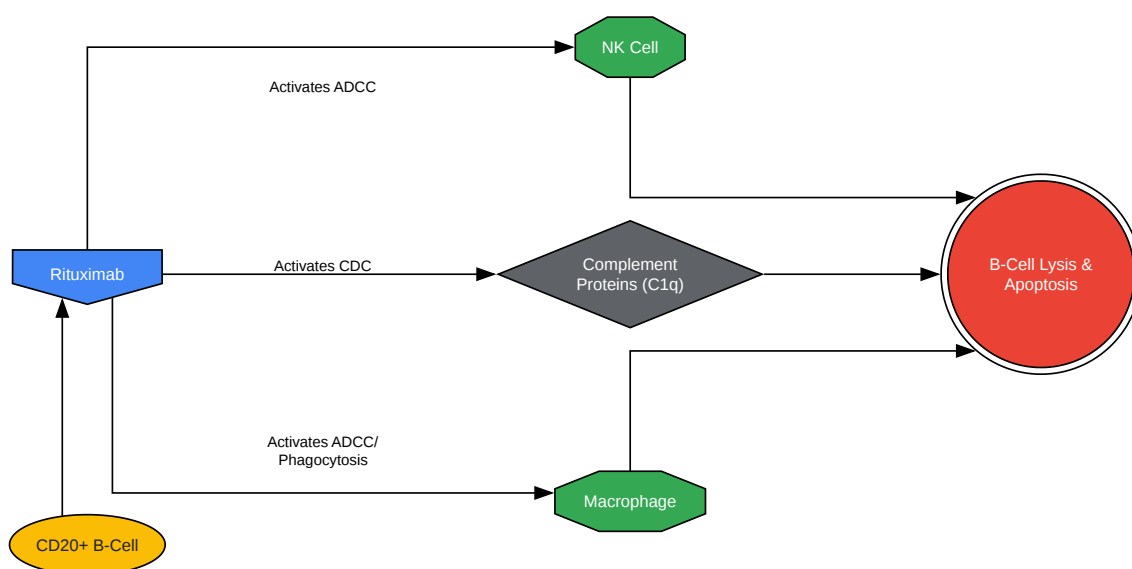 NK Cell
Activates ADCC
Rituximab
Activates CDC
Complement
Proteins (C1q)
B-Cell Lysis &
Apoptosis
Activates ADCC/
Phagocytosis
Macrophage
CD20+ B-Cell